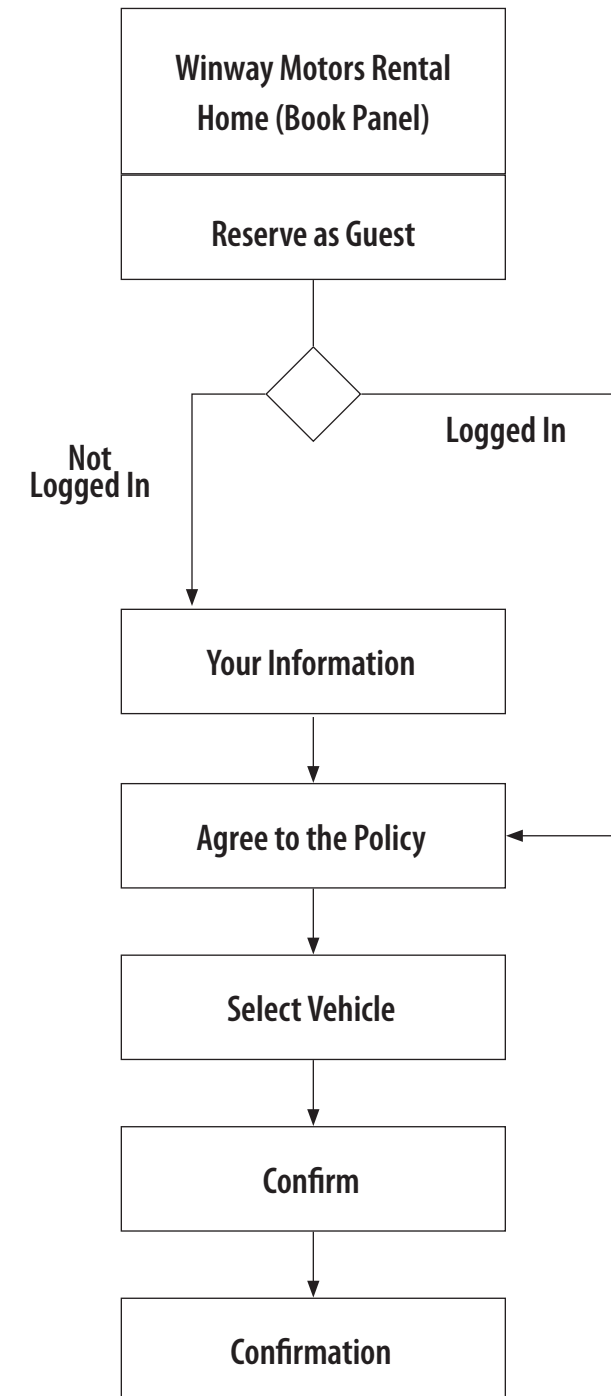 Winway Motors Rental
Home (Book Panel)
Reserve as Guest
Logged In
Not
Logged In
Your Information
Agree to the Policy
Select Vehicle
Confirm
Confirmation